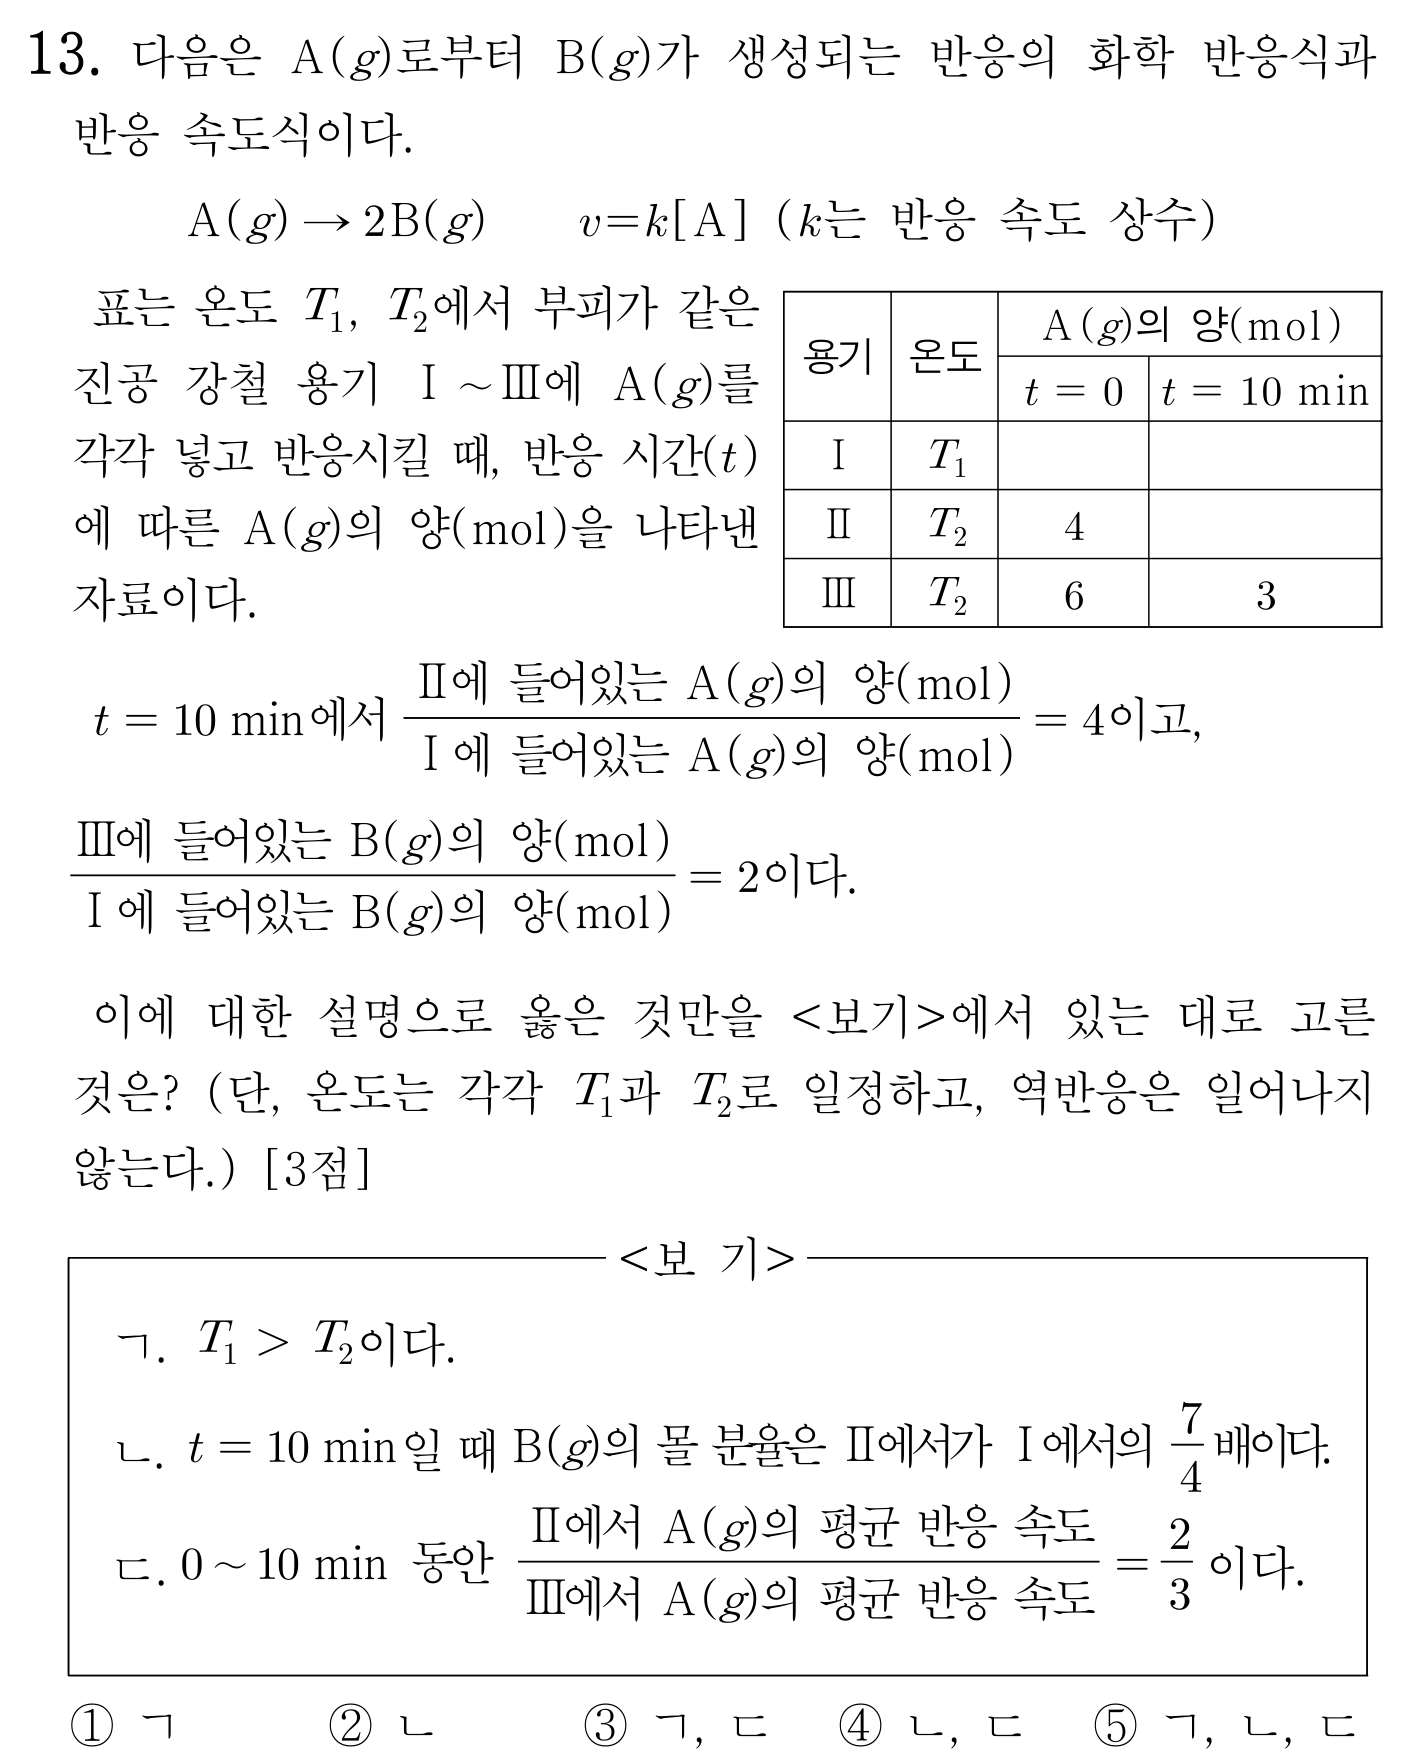 13. 다음은 A(g)로부터 B(g)가 생성되는 반응의 화학 반응식과
반응 속도식이다.
A(g) → 2B(g) v=k[A] (k는 반응 속도 상수)
표는 온도 T₁, T₂에서 부피가 같은
진공 강철 용기 Ⅰ~Ⅲ에 A(g)를
각각 넣고 반응시킬 때, 반응 시간(t)
에 따른 A(g)의 양(mol)을 나타낸
자료이다.
용기 온도 A(g)의 양(mol)
t = 0 t = 10 min
Ⅰ T₁
Ⅱ T₂ 4
Ⅲ T₂ 6 3
t = 10 min에서 Ⅱ에 들어있는 A(g)의 양(mol) / Ⅰ에 들어있는 A(g)의 양(mol) = 4이고,
Ⅲ에 들어있는 B(g)의 양(mol) / Ⅰ에 들어있는 B(g)의 양(mol) = 2이다.
이에 대한 설명으로 옳은 것만을 <보기>에서 있는 대로 고른
것은? (단, 온도는 각각 T₁과 T₂로 일정하고, 역반응은 일어나지
않는다.) [3점]
<보 기>
ㄱ. T₁ > T₂이다.
ㄴ. t = 10 min일 때 B(g)의 몰 분율은 Ⅱ에서가 Ⅰ에서의 7/4배이다.
ㄷ. 0~10 min 동안 Ⅱ에서 A(g)의 평균 반응 속도 / Ⅲ에서 A(g)의 평균 반응 속도 = 2/3이다.
① ㄱ ② ㄴ ③ ㄱ, ㄷ ④ ㄴ, ㄷ ⑤ ㄱ, ㄴ, ㄷ